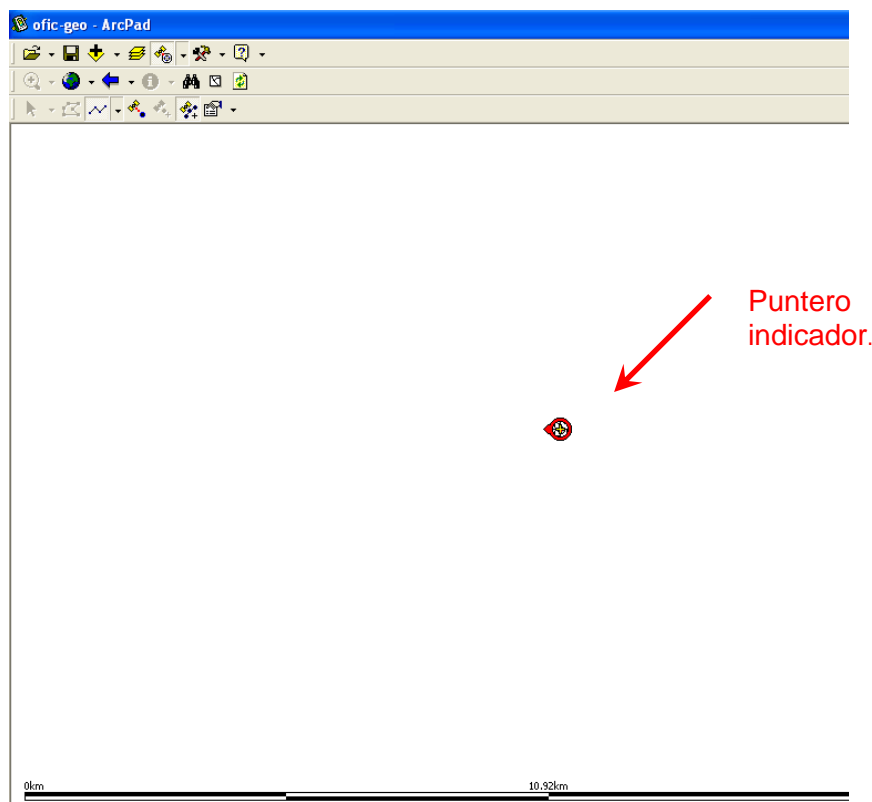 ofic-geo - ArcPad
Puntero
indicador.
0km
10.92km